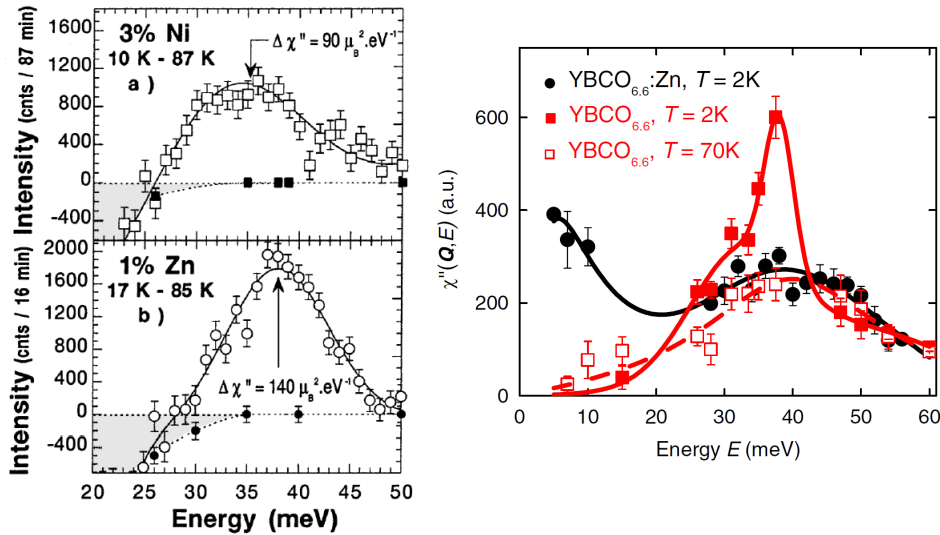 1800
1200
800
400
0
-400
Intensity (cnts / 87 min)
3% Ni
10 K - 87 K
a )
Δ χ" = 90 μB².eV⁻¹
2000
1600
1200
800
400
0
-400
Intensity (cnts / 16 min)
1% Zn
17 K - 85 K
b )
Δ χ" = 140 μB².eV⁻¹
20 25 30 35 40 45 50
Energy (meV)
YBCO6.6:Zn, T = 2K
YBCO6.6, T = 2K
YBCO6.6, T = 70K
600
400
200
0
χ''(Q,E) (a.u.)
0 10 20 30 40 50 60
Energy E (meV)